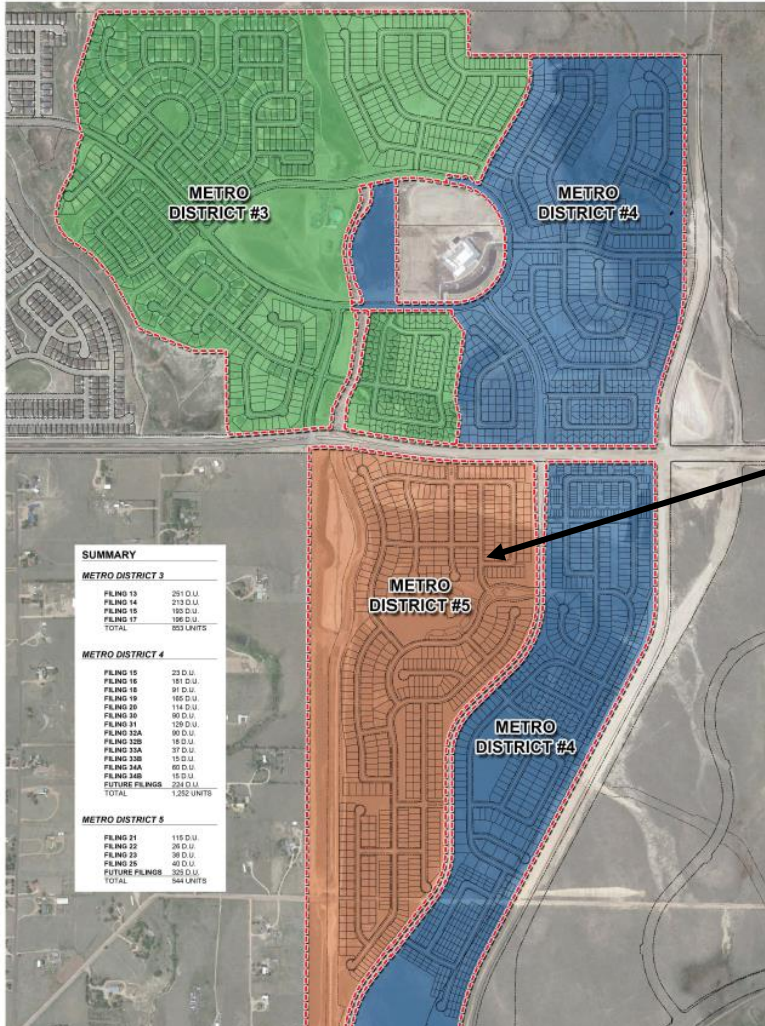 METRO
DISTRICT #3
METRO
DISTRICT #4
METRO
DISTRICT #5
METRO
DISTRICT #4
SUMMARY
METRO DISTRICT 3
FILING 13 251 D.U.
FILING 14 213 D.U.
FILING 15 193 D.U.
FILING 17 196 D.U.
TOTAL 853 UNITS
METRO DISTRICT 4
FILING 15 23 D.U.
FILING 16 181 D.U.
FILING 18 91 D.U.
FILING 19 165 D.U.
FILING 20 114 D.U.
FILING 30 90 D.U.
FILING 31 129 D.U.
FILING 32A 90 D.U.
FILING 32B 18 D.U.
FILING 33A 37 D.U.
FILING 33B 15 D.U.
FILING 34A 60 D.U.
FILING 34B 15 D.U.
FUTURE FILINGS 224 D.U.
TOTAL 1,252 UNITS
METRO DISTRICT 5
FILING 21 115 D.U.
FILING 22 26 D.U.
FILING 23 38 D.U.
FILING 25 40 D.U.
FUTURE FILINGS 325 D.U.
TOTAL 544 UNITS